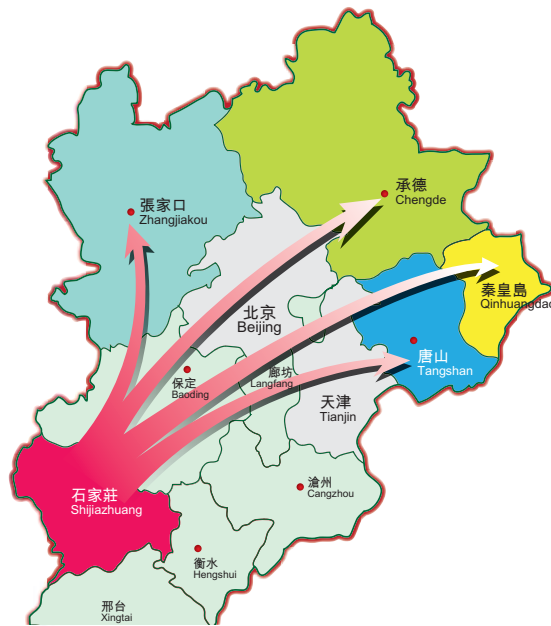 承德
Chengde
張家口
Zhangjiakou
秦皇島
Qinhuangdao
北京
Beijing
唐山
Tangshan
廊坊
Langfang
保定
Baoding
天津
Tianjin
滄州
Cangzhou
石家莊
Shijiazhuang
衡水
Hengshui
邢台
Xingtai